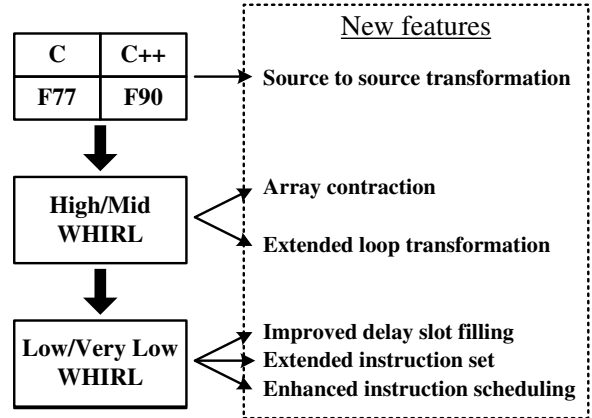 New features
C
C++
F77
F90
Source to source transformation
High/Mid
WHIRL
Array contraction
Extended loop transformation
Low/Very Low
WHIRL
Improved delay slot filling
Extended instruction set
Enhanced instruction scheduling